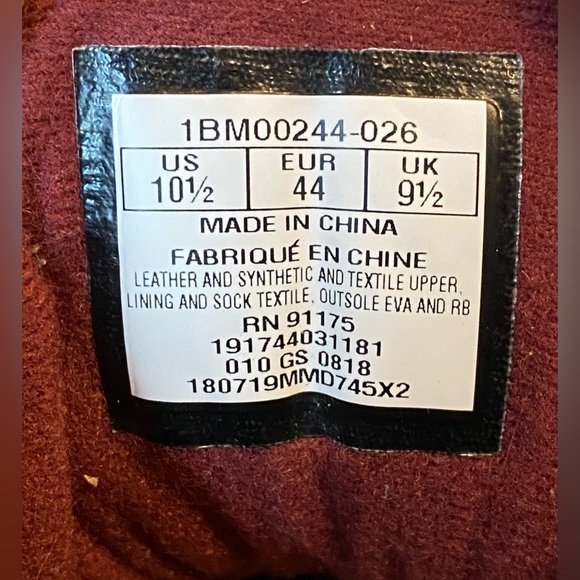 1BM00244-026
US EUR UK
10½ 44 9½
MADE IN CHINA
FABRIQUÉ EN CHINE
LEATHER AND SYNTHETIC AND TEXTILE UPPER,
LINING AND SOCK TEXTILE, OUTSOLE EVA AND RB
RN 91175
191744031181
010 GS 0818
180719MMD745X2